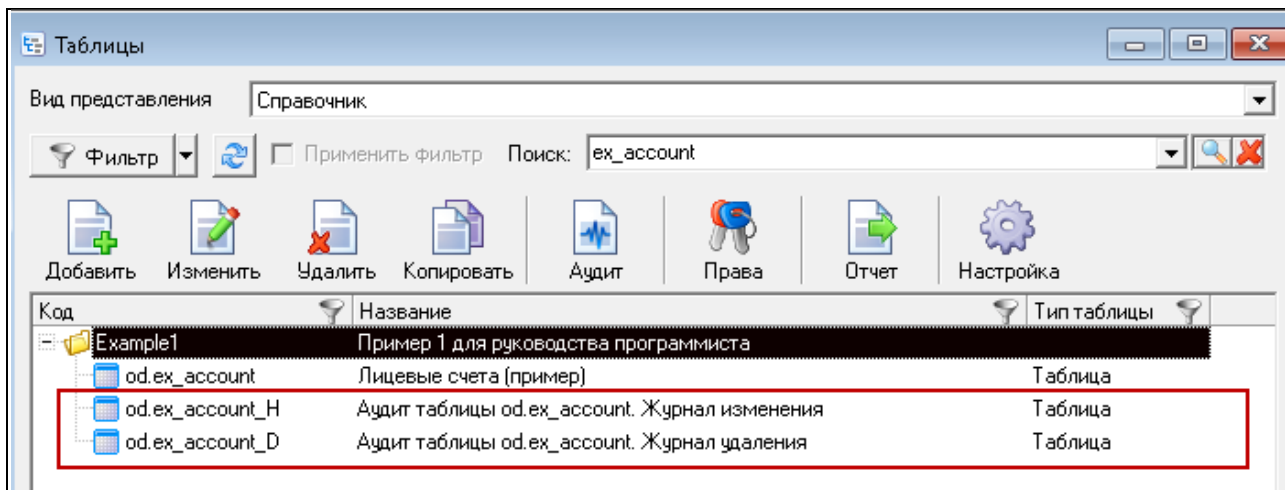 Таблицы
Вид представления Справочник
Фильтр Применить фильтр Поиск: ex_account
Добавить Изменить Удалить Копировать Аудит Права Отчет Настройка
Код Название Тип таблицы
Example1 Пример 1 для руководства программиста
od.ex_account Лицевые счета (пример) Таблица
od.ex_account_H Аудит таблицы od.ex_account. Журнал изменения Таблица
od.ex_account_D Аудит таблицы od.ex_account. Журнал удаления Таблица